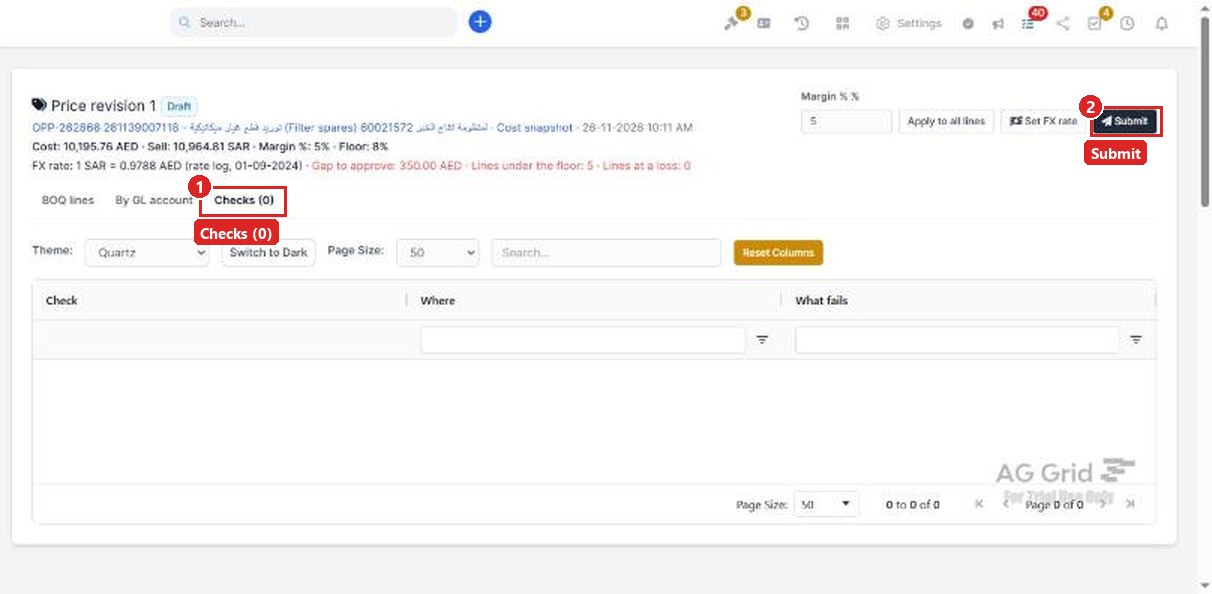 Search...
3
Settings
40
4
Price revision 1 Draft
Margin % %
5
Apply to all lines
Set FX rate
2
Submit
Submit
OPP-262866 261139007116 - توريد قطع غيار ميكانيكية (Filter spares) 60021572 لمنظومة انتاج الخبز · Cost snapshot · 26-11-2026 10:11 AM
Cost: 10,195.76 AED · Sell: 10,964.81 SAR · Margin %: 5% · Floor: 8%
FX rate: 1 SAR = 0.9788 AED (rate log, 01-09-2024) · Gap to approve: 350.00 AED · Lines under the floor: 5 · Lines at a loss: 0
1
BOQ lines
By GL account
Checks (0)
Checks (0)
Theme:
Quartz
Switch to Dark
Page Size:
50
Search...
Reset Columns
Check
Where
What fails
AG Grid
For Trial Use Only
Page Size:
50
0 to 0 of 0
Page 0 of 0